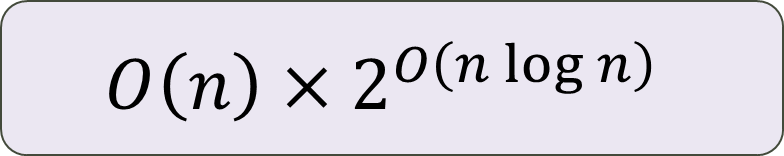 O(n) × 2^{O(n log n)}